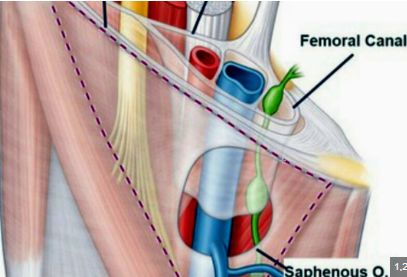 Femoral Canal
Saphenous O.
1,2